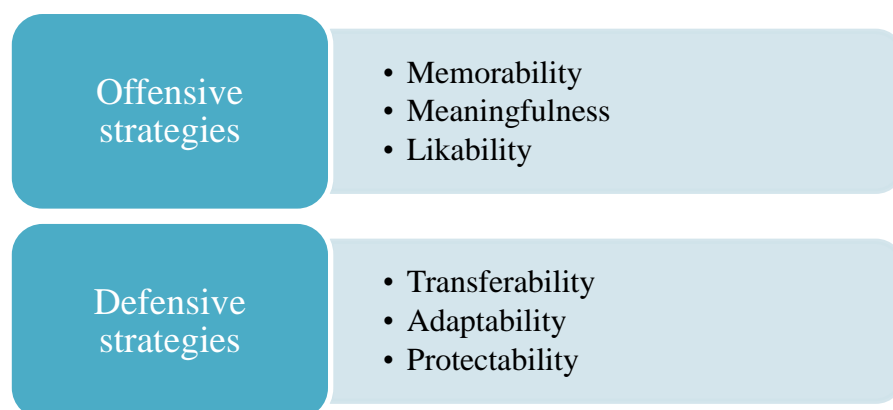 Offensive
strategies
• Memorability
• Meaningfulness
• Likability
Defensive
strategies
• Transferability
• Adaptability
• Protectability